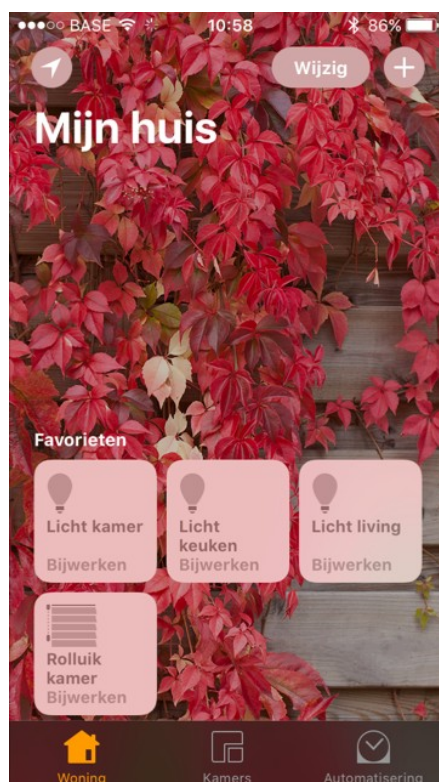 BASE 10:58 86%
Wijzig +
Mijn huis
Favorieten
Licht kamer
Bijwerken
Licht
keuken
Bijwerken
Licht living
Bijwerken
Rolluik
kamer
Bijwerken
Woning Kamers Automatisering